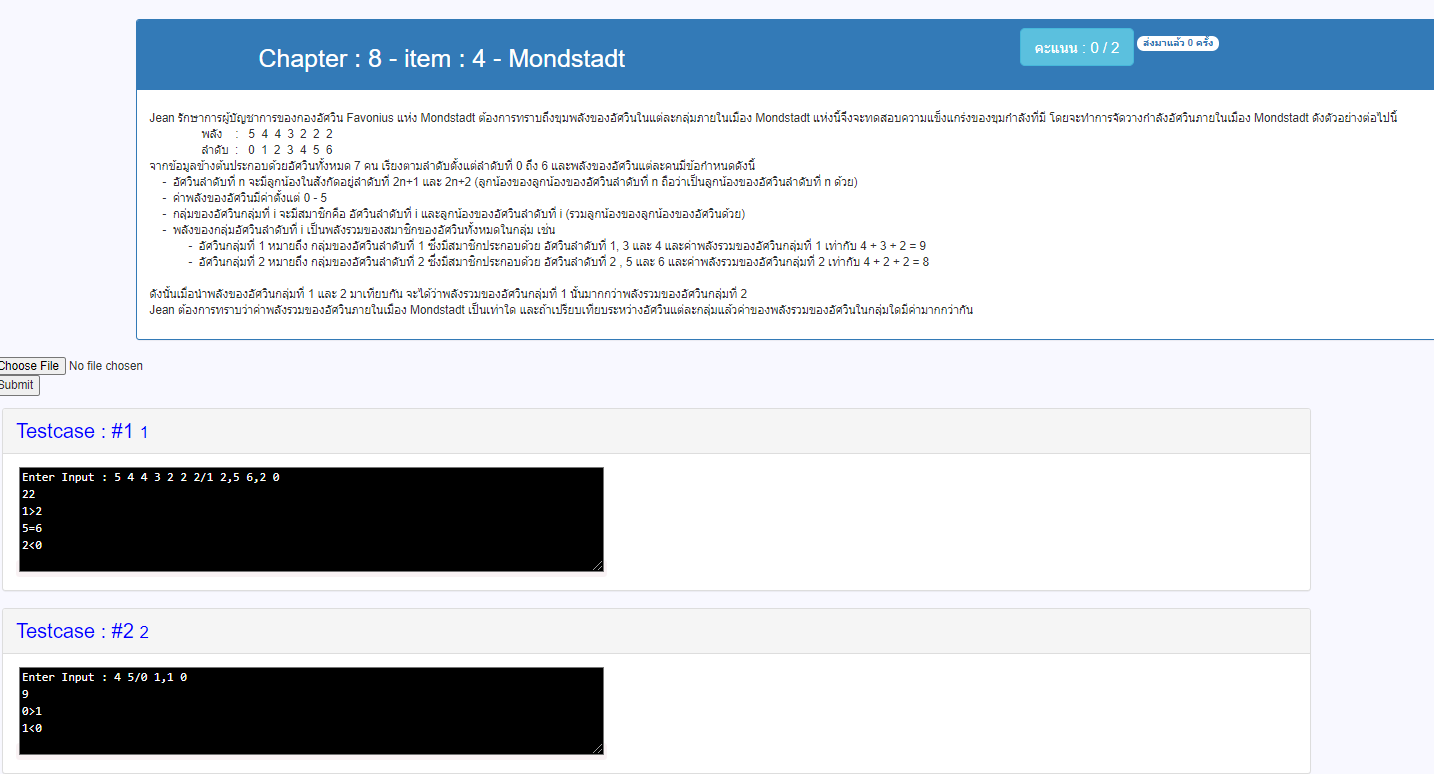 Chapter : 8 - item : 4 - Mondstadt
คะแนน : 0 / 2
ส่งมาแล้ว 0 ครั้ง
Jean รักษาการผู้บัญชาการของกองอัศวิน Favonius แห่ง Mondstadt ต้องการทราบถึงขุมพลังของอัศวินในแต่ละกลุ่มภายในเมือง Mondstadt แห่งนี้จึงจะทดสอบความแข็งแกร่งของขุมกำลังที่มี โดยจะทำการจัดวางกำลังอัศวินภายในเมือง Mondstadt ดังตัวอย่างต่อไปนี้
พลัง : 5 4 4 3 2 2 2
ลำดับ : 0 1 2 3 4 5 6
จากข้อมูลข้างต้นประกอบด้วยอัศวินทั้งหมด 7 คน เรียงตามลำดับตั้งแต่ลำดับที่ 0 ถึง 6 และพลังของอัศวินแต่ละคนมีข้อกำหนดดังนี้
- อัศวินลำดับที่ n จะมีลูกน้องในสังกัดอยู่ลำดับที่ 2n+1 และ 2n+2 (ลูกน้องของลูกน้องของอัศวินลำดับที่ n ถือว่าเป็นลูกน้องของอัศวินลำดับที่ n ด้วย)
- ค่าพลังของอัศวินมีค่าตั้งแต่ 0 - 5
- กลุ่มของอัศวินกลุ่มที่ i จะมีสมาชิกคือ อัศวินลำดับที่ i และลูกน้องของอัศวินลำดับที่ i (รวมลูกน้องของลูกน้องของอัศวินด้วย)
- พลังของกลุ่มอัศวินลำดับที่ i เป็นพลังรวมของสมาชิกของอัศวินทั้งหมดในกลุ่ม เช่น
- อัศวินกลุ่มที่ 1 หมายถึง กลุ่มของอัศวินลำดับที่ 1 ซึ่งมีสมาชิกประกอบด้วย อัศวินลำดับที่ 1, 3 และ 4 และค่าพลังรวมของอัศวินกลุ่มที่ 1 เท่ากับ 4 + 3 + 2 = 9
- อัศวินกลุ่มที่ 2 หมายถึง กลุ่มของอัศวินลำดับที่ 2 ซึ่งมีสมาชิกประกอบด้วย อัศวินลำดับที่ 2 , 5 และ 6 และค่าพลังรวมของอัศวินกลุ่มที่ 2 เท่ากับ 4 + 2 + 2 = 8
ดังนั้นเมื่อนำพลังของอัศวินกลุ่มที่ 1 และ 2 มาเทียบกัน จะได้ว่าพลังรวมของอัศวินกลุ่มที่ 1 นั้นมากกว่าพลังรวมของอัศวินกลุ่มที่ 2
Jean ต้องการทราบว่าค่าพลังรวมของอัศวินภายในเมือง Mondstadt เป็นเท่าใด และถ้าเปรียบเทียบระหว่างอัศวินแต่ละกลุ่มแล้วค่าของพลังรวมของอัศวินในกลุ่มใดมีค่ามากกว่ากัน
Choose File No file chosen
Submit
Testcase : #1 1
Enter Input : 5 4 4 3 2 2 2/1 2,5 6,2 0
22
1>2
5=6
2<0
Testcase : #2 2
Enter Input : 4 5/0 1,1 0
9
0>1
1<0